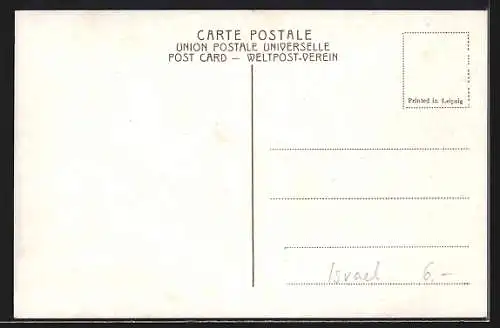 CARTE POSTALE
UNION POSTALE UNIVERSELLE
POST CARD — WELTPOST-VEREIN
Printed in Leipzig
Israel 6.-